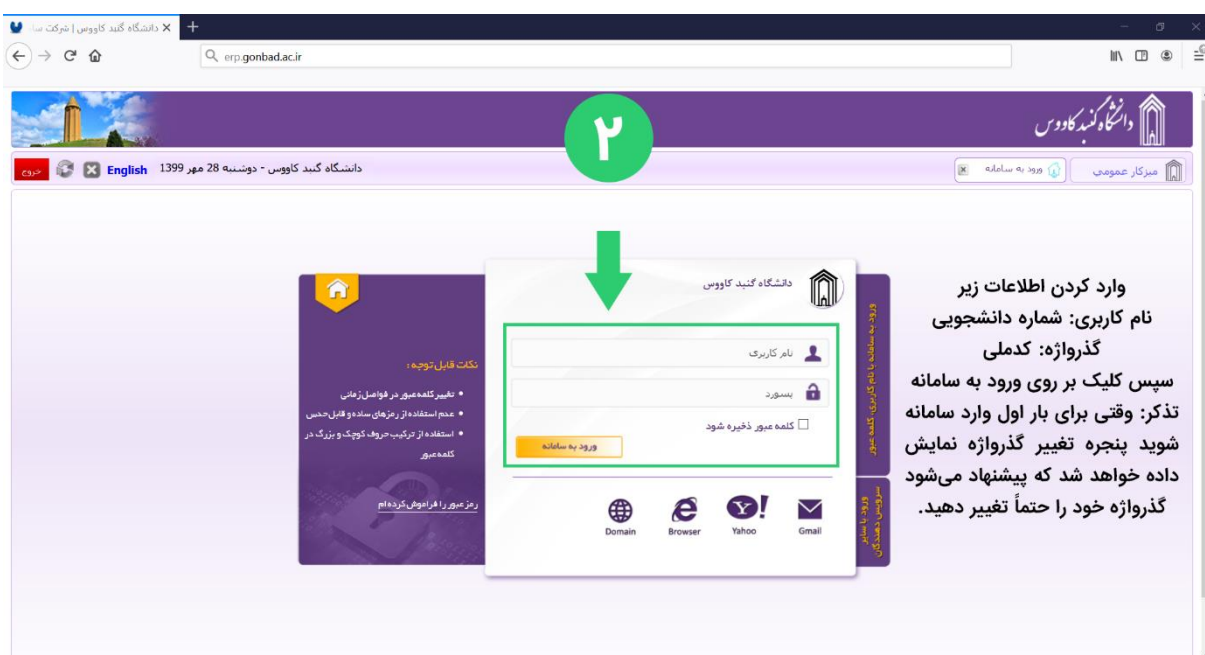 دانشگاه گنبد کاووس | شرکت سا
erp.gonbad.ac.ir
دانشگاه گنبد کاووس
۲
میزکار عمومی
ورود به سامانه
دانشگاه گنبد کاووس - دوشنبه 28 مهر 1399
English
خروج
وارد کردن اطلاعات زیر
نام کاربری: شماره دانشجویی
گذرواژه: کدملی
سپس کلیک بر روی ورود به سامانه
تذکر: وقتی برای بار اول وارد سامانه
شوید پنجره تغییر گذرواژه نمایش
داده خواهد شد که پیشنهاد می‌شود
گذرواژه خود را حتماً تغییر دهید.
ورود به سامانه با نام کاربری، کلمه عبور
ورود با سایر
سرویس دهندگان
دانشگاه گنبد کاووس
نام کاربری
پسورد
کلمه عبور ذخیره شود
ورود به سامانه
Gmail
Yahoo
Browser
Domain
نکات قابل توجه :
• تغییر کلمه عبور در فواصل زمانی
• عدم استفاده از رمزهای ساده و قابل حدس
• استفاده از ترکیب حروف کوچک و بزرگ در
کلمه عبور
رمز عبور را فراموش کرده ام